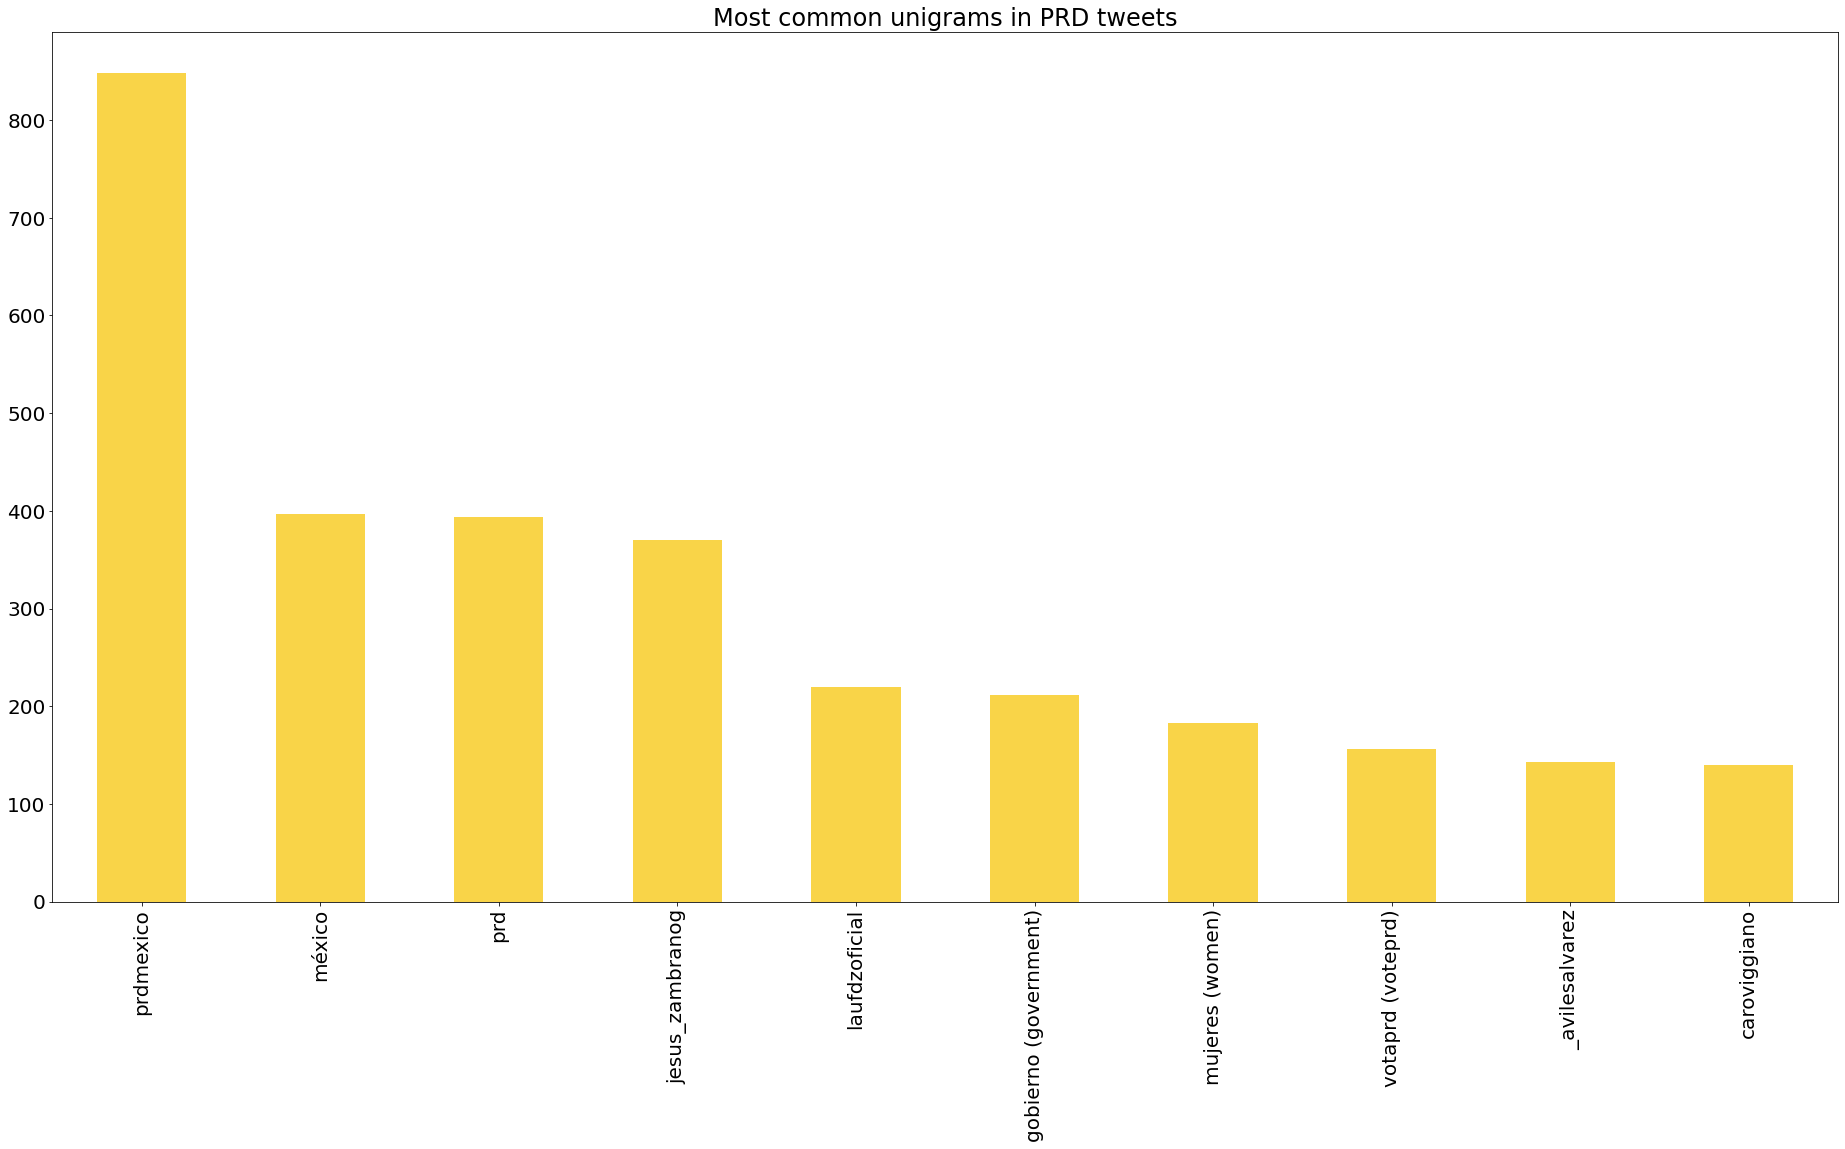 Most common unigrams in PRD tweets
800
700
600
500
400
300
200
100
0
prdmexico
méxico
prd
jesus_zambranog
laufdzoficial
gobierno (government)
mujeres (women)
votaprd (voteprd)
_avilesalvarez
caroviggiano